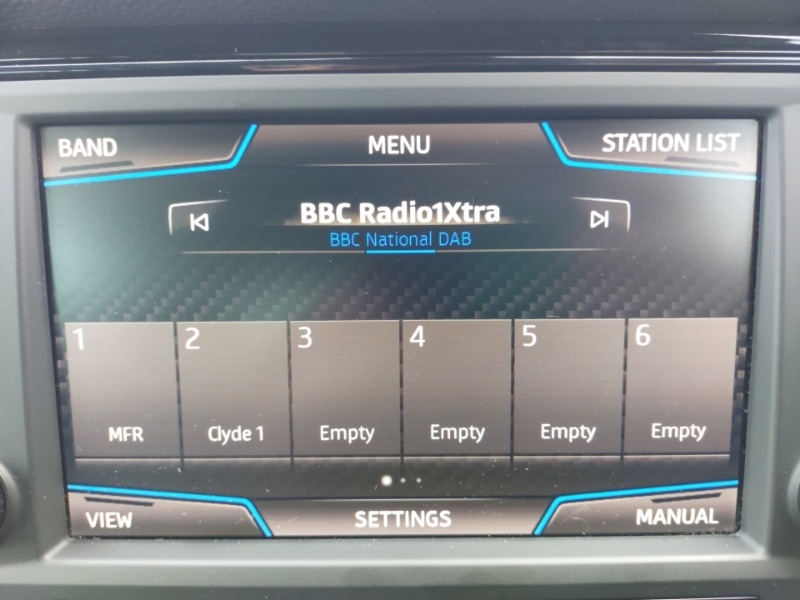 BAND MENU STATION LIST
BBC Radio1Xtra
BBC National DAB
1 2 3 4 5 6
MFR Clyde 1 Empty Empty Empty Empty
VIEW SETTINGS MANUAL